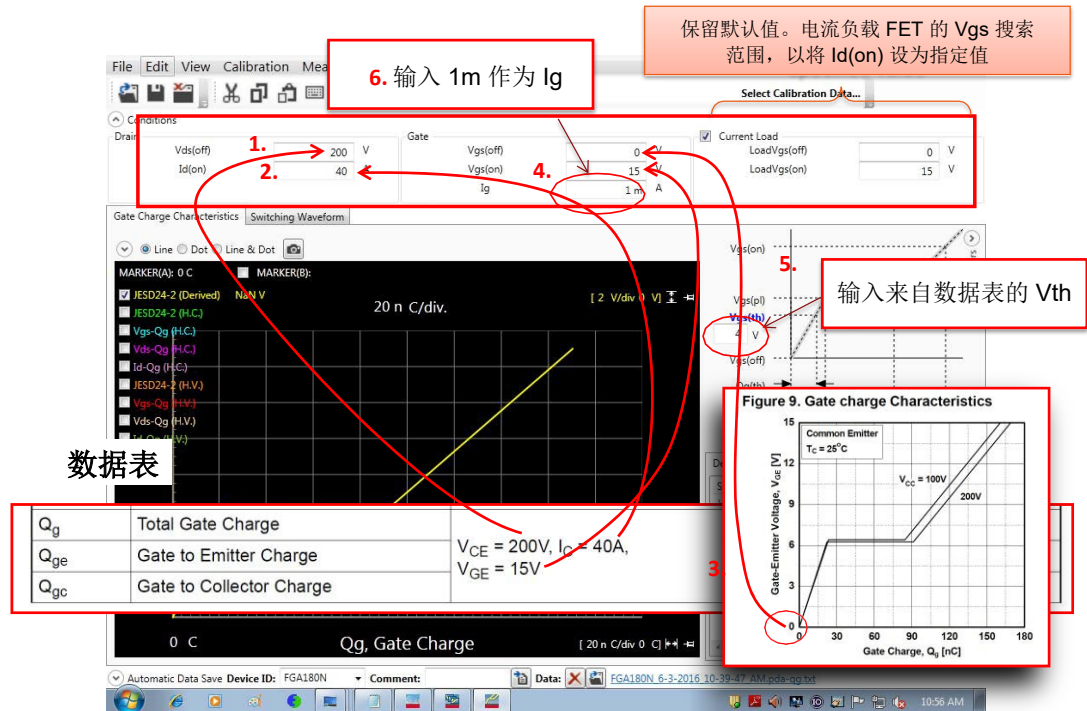 保留默认值。电流负载 FET 的 Vgs 搜索
范围，以将 Id(on) 设为指定值
File Edit View Calibration Mea
6. 输入 1m 作为 Ig
Select Calibration Data...
Conditions
Drain
Vds(off) 1. 200 V
Id(on) 2. 40
Gate
Vgs(off) 0 V
Vgs(on) 4. 15 V
Ig 1 m A
Current Load
LoadVgs(off) 0 V
LoadVgs(on) 15 V
Gate Charge Characteristics Switching Waveform
Line Dot Line & Dot
MARKER(A): 0 C MARKER(B):
JESD24-2 (Derived) NaN V
JESD24-2 (H.C.)
Vgs-Qg (H.C.)
Vds-Qg (H.C.)
Id-Qg (H.C.)
JESD24-2 (H.V.)
Vgs-Qg (H.V.)
Vds-Qg (H.V.)
20 n C/div.
[ 2 V/div 0 V]
Vgs(on)
5.
Vgs(pl)
Vgs(th)
4 V
Vgs(off)
Qg(th)
输入来自数据表的 Vth
数据表
Qg Total Gate Charge
Qge Gate to Emitter Charge
Qgc Gate to Collector Charge
VCE = 200V, IC = 40A,
VGE = 15V
3.
Figure 9. Gate charge Characteristics
Common Emitter
TC = 25°C
VCC = 100V
200V
Gate-Emitter Voltage, VGE [V]
15
12
9
6
3
0
0 30 60 90 120 150 180
Gate Charge, Qg [nC]
0 C Qg, Gate Charge [ 20 n C/div 0 C]
Automatic Data Save Device ID: FGA180N Comment: Data: FGA180N_6-3-2016_10-39-47_AM.pda-qg.txt
10:56 AM